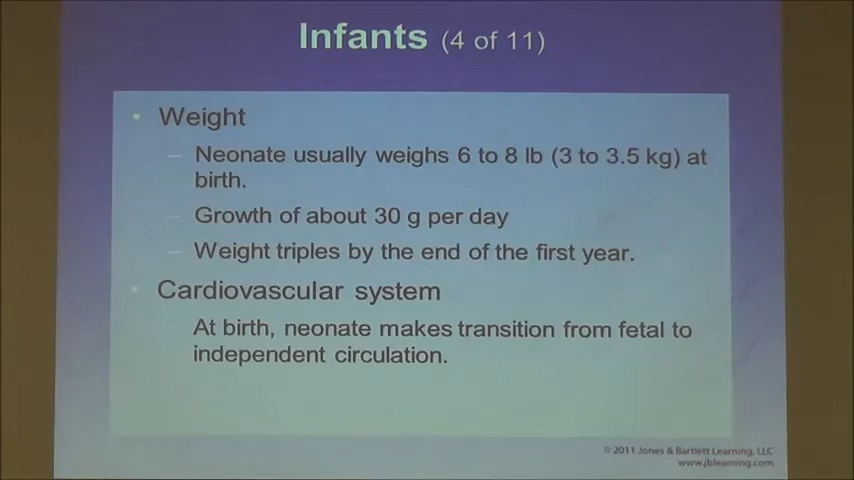 Infants (4 of 11)
• Weight
– Neonate usually weighs 6 to 8 lb (3 to 3.5 kg) at
birth.
– Growth of about 30 g per day
– Weight triples by the end of the first year.
• Cardiovascular system
At birth, neonate makes transition from fetal to
independent circulation.
© 2011 Jones & Bartlett Learning, LLC
www.jblearning.com